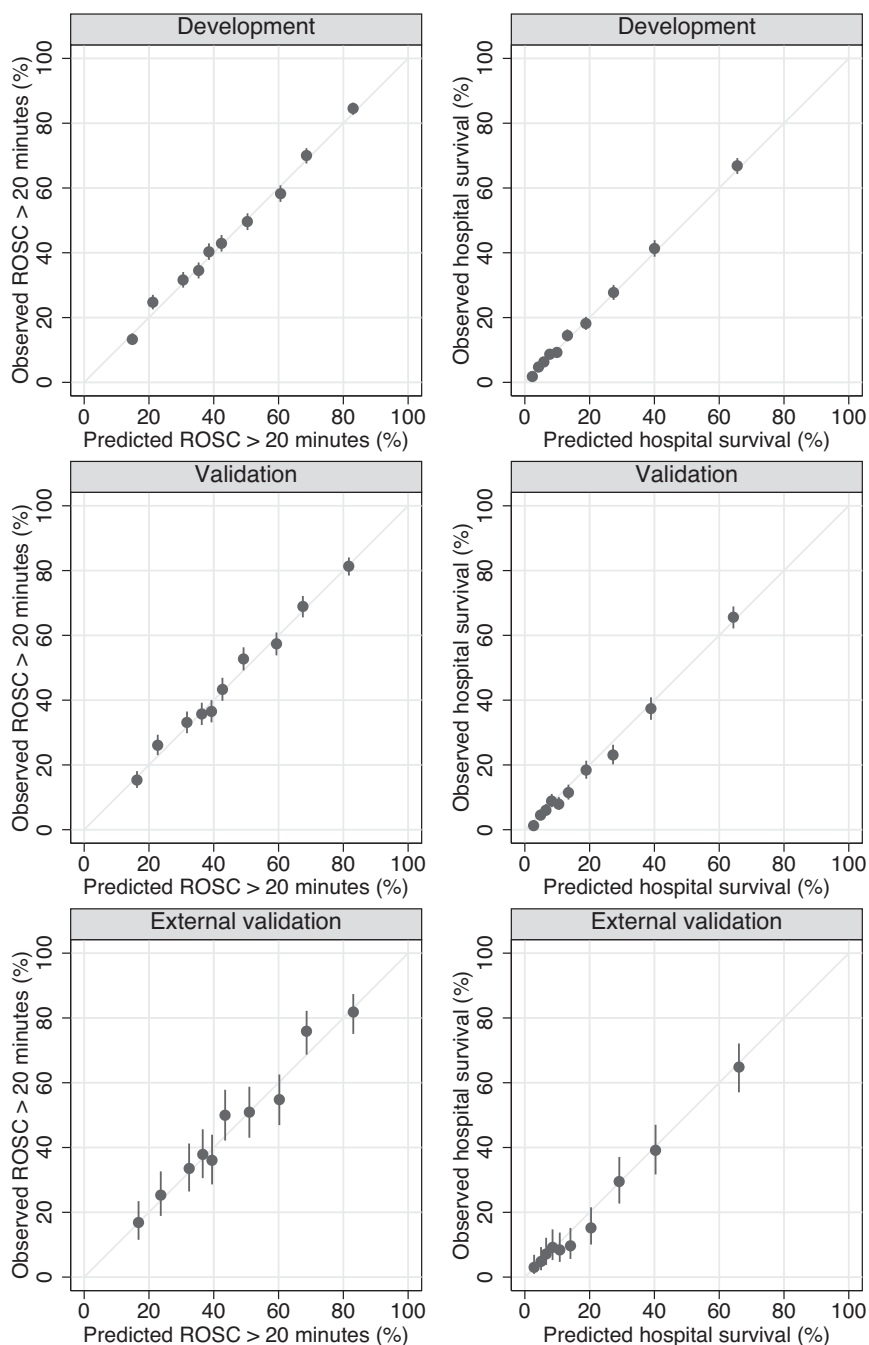 Development
Observed ROSC > 20 minutes (%)
100
80
60
40
20
0
0 20 40 60 80 100
Predicted ROSC > 20 minutes (%)
Development
Observed hospital survival (%)
100
80
60
40
20
0
0 20 40 60 80 100
Predicted hospital survival (%)
Validation
Observed ROSC > 20 minutes (%)
100
80
60
40
20
0
0 20 40 60 80 100
Predicted ROSC > 20 minutes (%)
Validation
Observed hospital survival (%)
100
80
60
40
20
0
0 20 40 60 80 100
Predicted hospital survival (%)
External validation
Observed ROSC > 20 minutes (%)
100
80
60
40
20
0
0 20 40 60 80 100
Predicted ROSC > 20 minutes (%)
External validation
Observed hospital survival (%)
100
80
60
40
20
0
0 20 40 60 80 100
Predicted hospital survival (%)